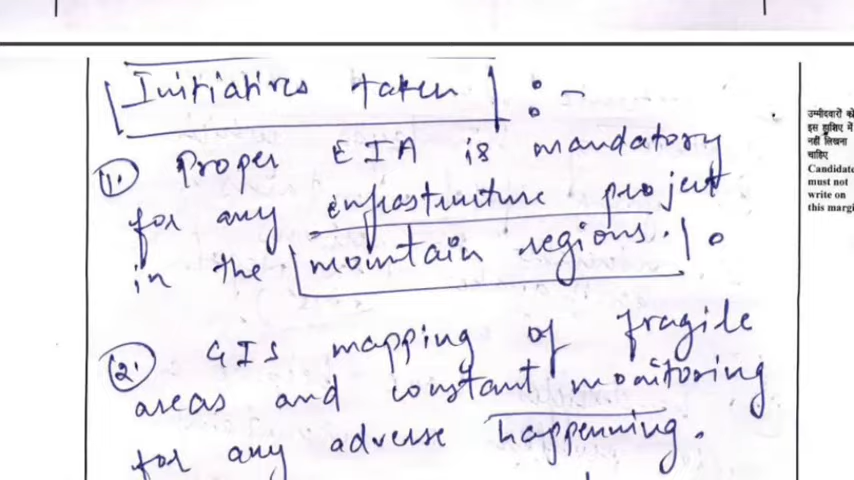 Initiatives taken :-
1. Proper EIA is mandatory
for any infrastructure project
in the mountain regions.
2. GIS mapping of fragile
areas and constant monitoring
for any adverse happenning.
उम्मीदवारों को
इस हाशिए में
नहीं लिखना
चाहिए
Candidate
must not
write on
this margi